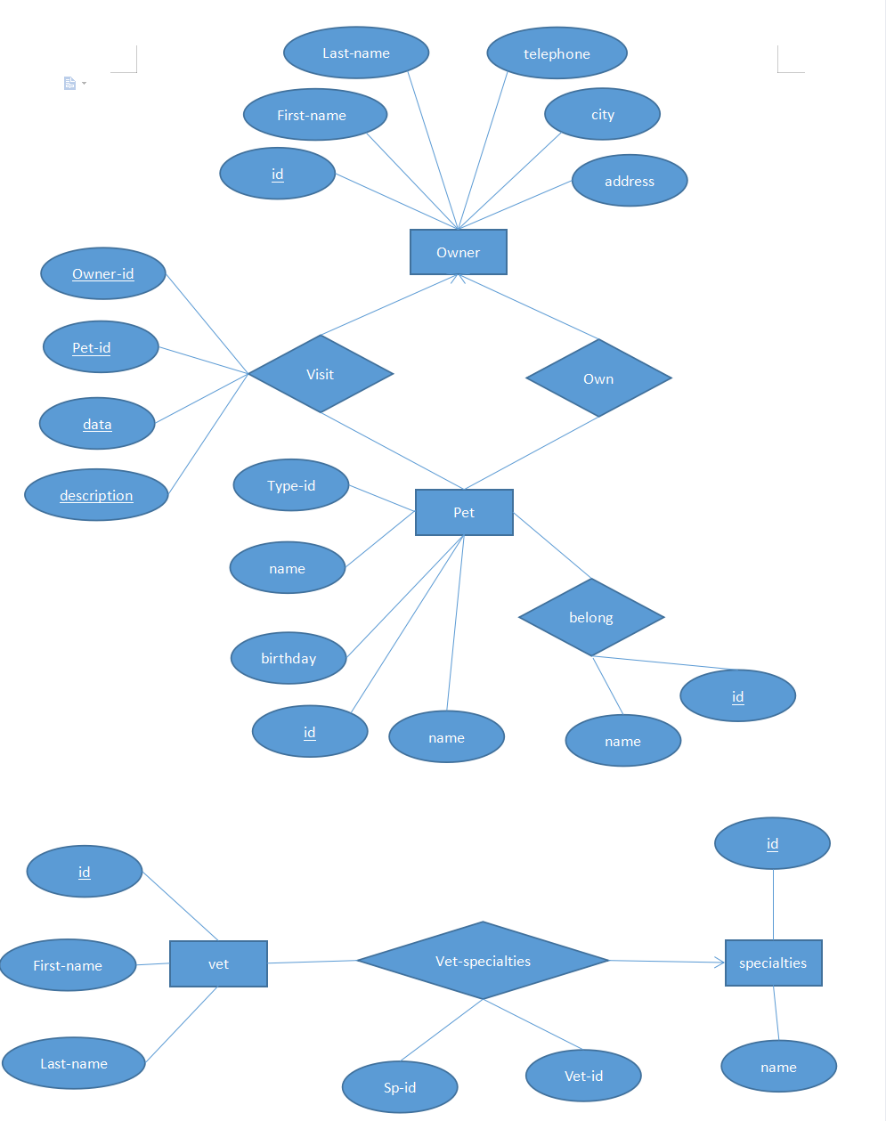 Last-name
telephone
First-name
city
id
address
Owner
Owner-id
Pet-id
Visit
Own
data
description
Type-id
Pet
name
belong
birthday
id
name
name
id
id
id
First-name
vet
Vet-specialties
specialties
Last-name
Sp-id
Vet-id
name